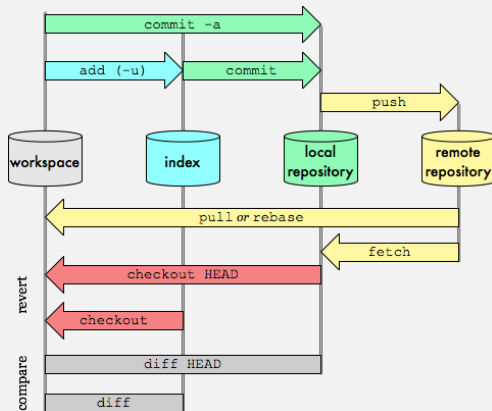 commit -a
add (-u)
commit
push
workspace
index
local
repository
remote
repository
pull or rebase
fetch
revert
checkout HEAD
checkout
compare
diff HEAD
diff